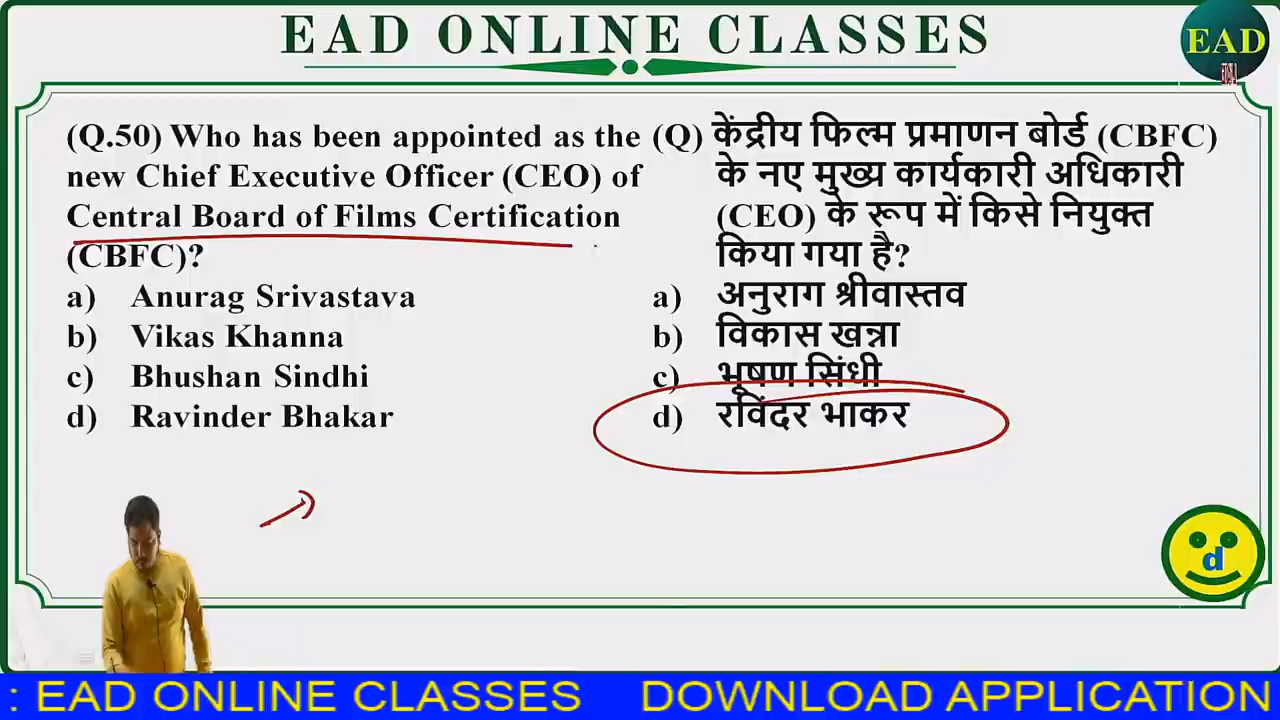 EAD ONLINE CLASSES
EAD
(Q.50) Who has been appointed as the
new Chief Executive Officer (CEO) of
Central Board of Films Certification
(CBFC)?
a) Anurag Srivastava
b) Vikas Khanna
c) Bhushan Sindhi
d) Ravinder Bhakar
(Q) केंद्रीय फिल्म प्रमाणन बोर्ड (CBFC)
के नए मुख्य कार्यकारी अधिकारी
(CEO) के रूप में किसे नियुक्त
किया गया है?
a) अनुराग श्रीवास्तव
b) विकास खन्ना
c) भूषण सिंधी
d) रविंदर भाकर
d
: EAD ONLINE CLASSES DOWNLOAD APPLICATION